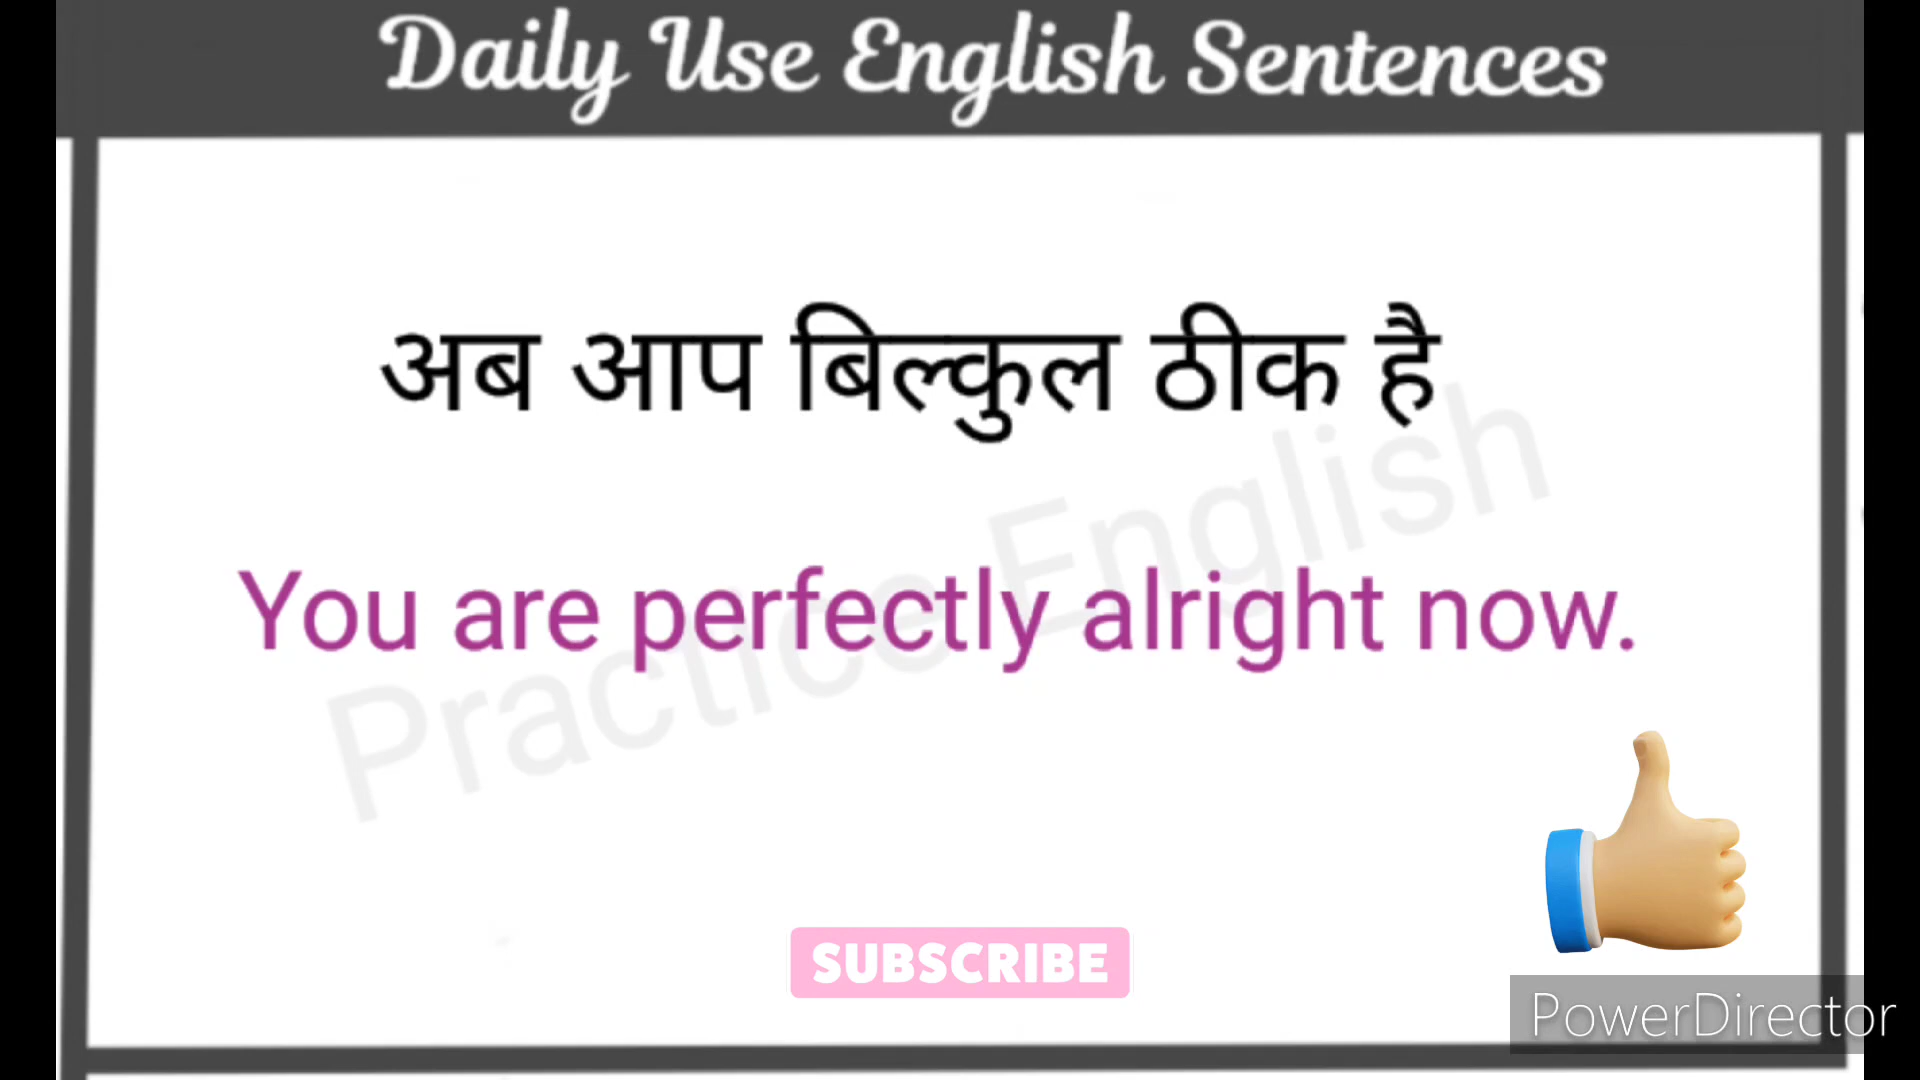 Daily Use English Sentences
अब आप बिल्कुल ठीक है
You are perfectly alright now.
Practice English
SUBSCRIBE
PowerDirector